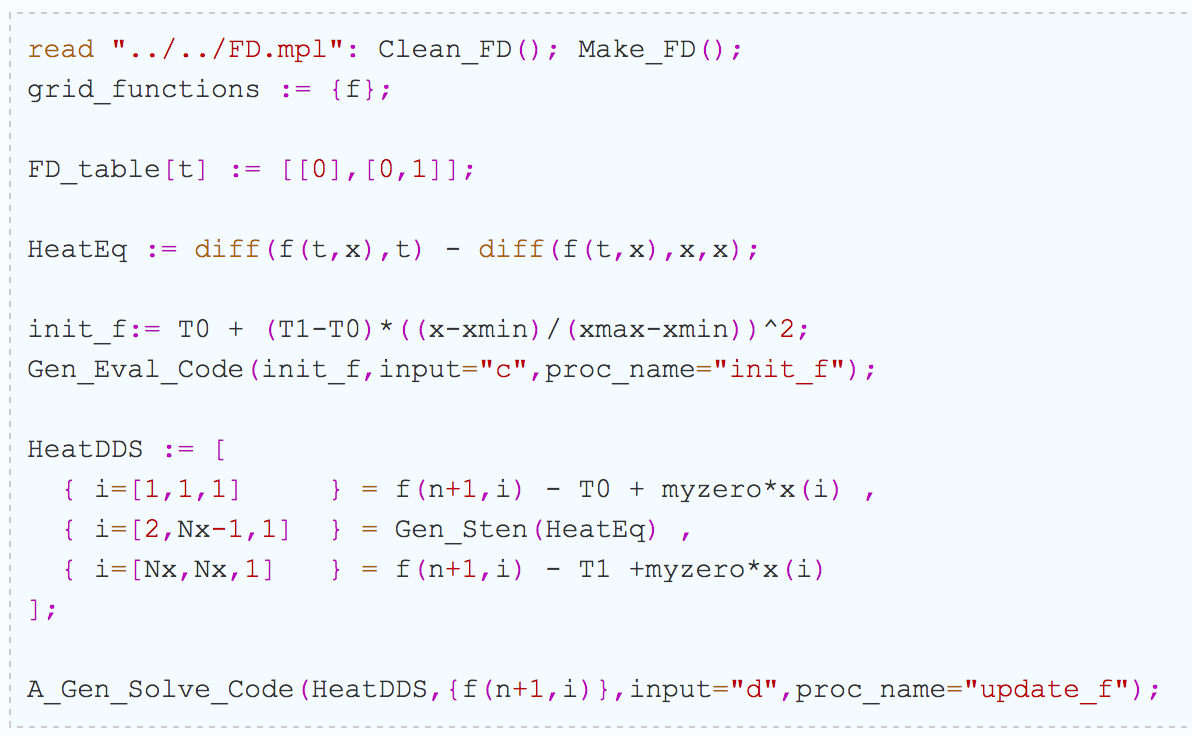 read "../../FD.mpl": Clean_FD(); Make_FD();
grid_functions := {f};
FD_table[t] := [[0],[0,1]];
HeatEq := diff(f(t,x),t) - diff(f(t,x),x,x);
init_f:= T0 + (T1-T0)*((x-xmin)/(xmax-xmin))^2;
Gen_Eval_Code(init_f,input="c",proc_name="init_f");
HeatDDS := [
{ i=[1,1,1] } = f(n+1,i) - T0 + myzero*x(i) ,
{ i=[2,Nx-1,1] } = Gen_Sten(HeatEq) ,
{ i=[Nx,Nx,1] } = f(n+1,i) - T1 +myzero*x(i)
];
A_Gen_Solve_Code(HeatDDS,{f(n+1,i)},input="d",proc_name="update_f");